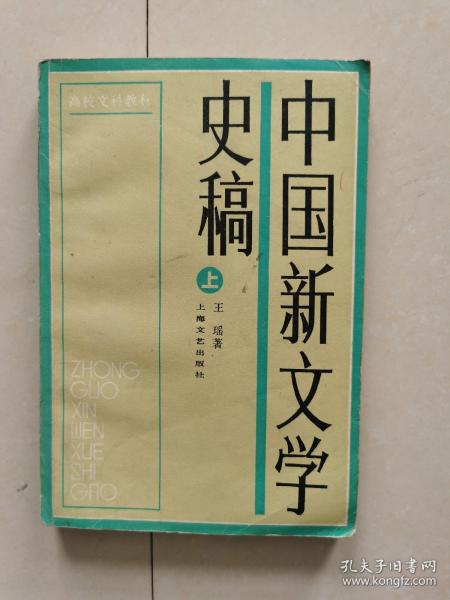 高校文科教材
中国新文学
史稿
上
王瑶著
上海文艺出版社
ZHONG
GUO
XIN
WEN
XUE
SHI
GAO
孔夫子旧书网
www.kongfz.com